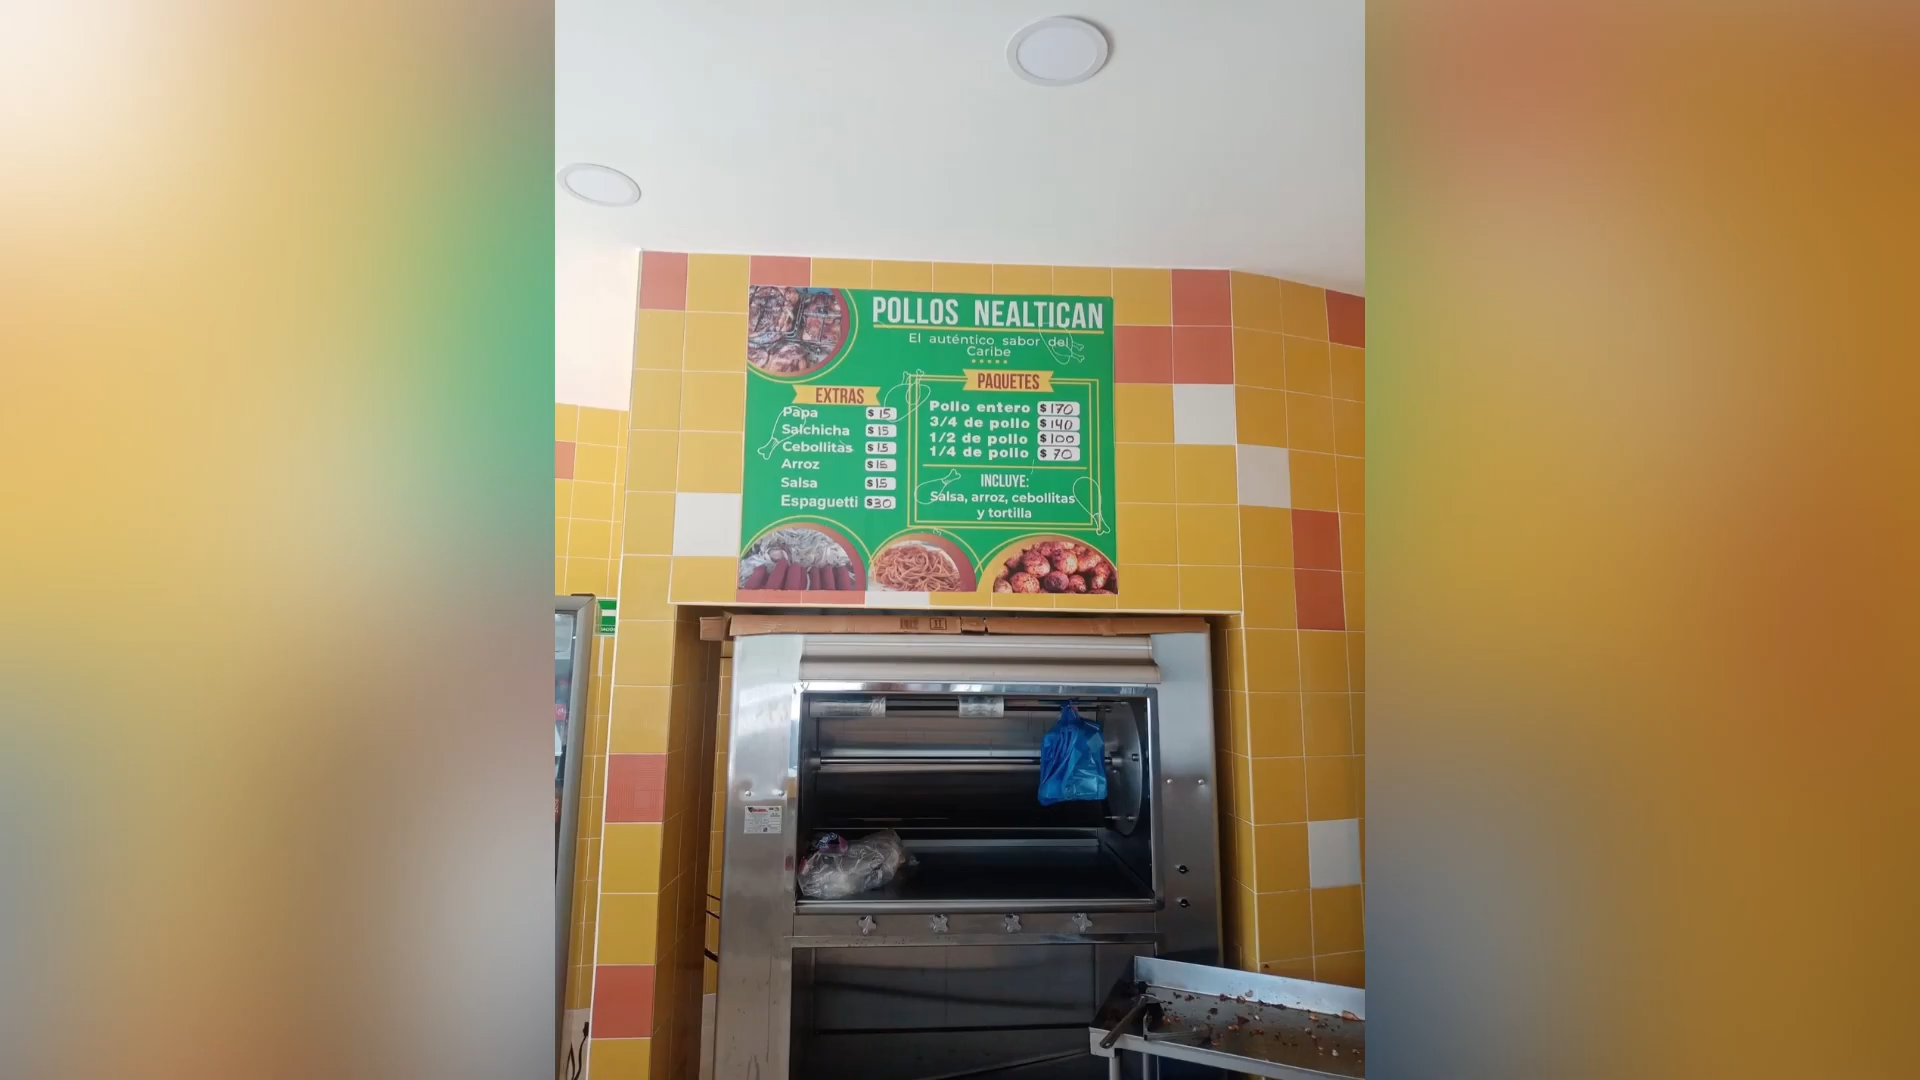 POLLOS NEALTICAN
El auténtico sabor del
Caribe
EXTRAS
Papa $ 15
Salchicha $ 15
Cebollitas $ 15
Arroz $ 15
Salsa $ 15
Espaguetti $ 30
PAQUETES
Pollo entero $ 170
3/4 de pollo $ 140
1/2 de pollo $ 100
1/4 de pollo $ 70
INCLUYE:
Salsa, arroz, cebollitas
y tortilla